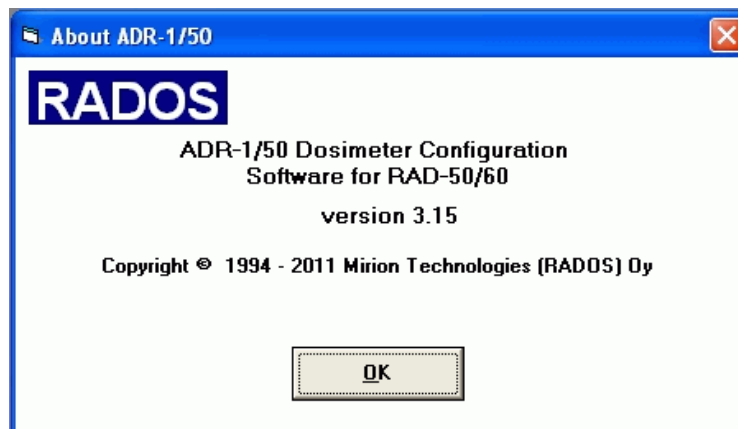 About ADR-1/50
RADOS
ADR-1/50 Dosimeter Configuration
Software for RAD-50/60
version 3.15
Copyright © 1994 - 2011 Mirion Technologies (RADOS) Oy
OK